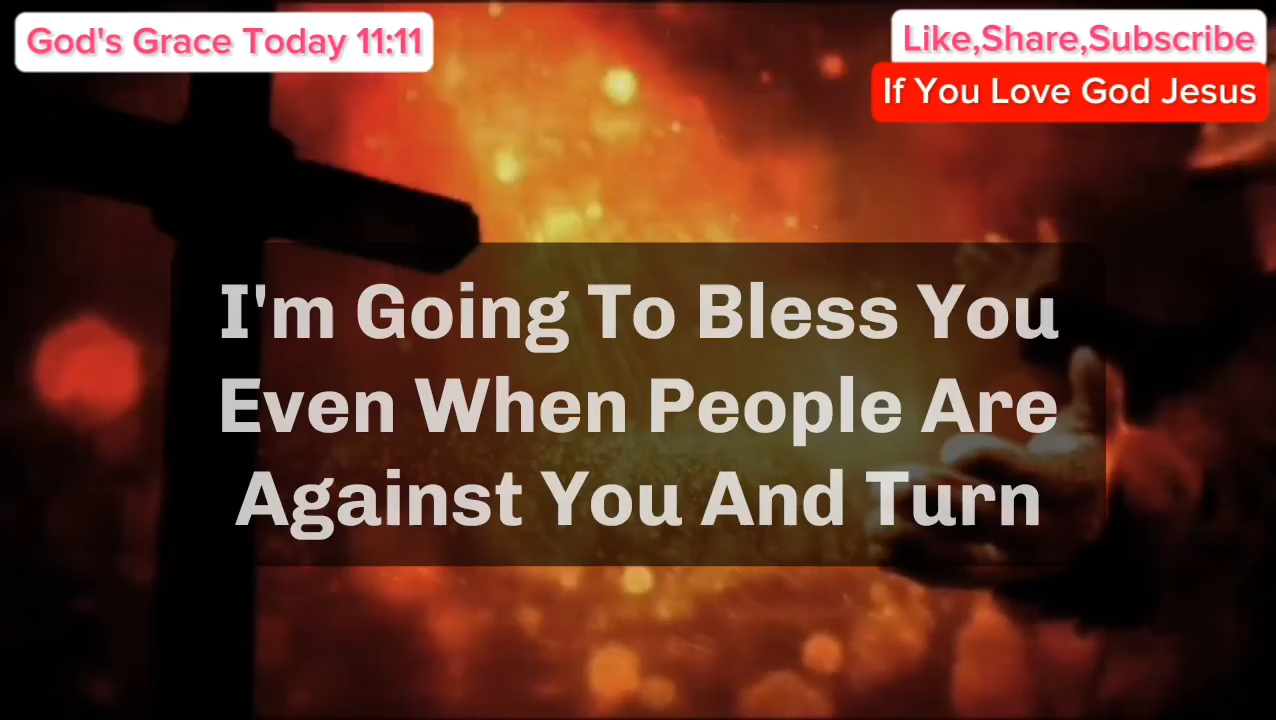 God's Grace Today 11:11
Like,Share,Subscribe
If You Love God Jesus
I'm Going To Bless You
Even When People Are
Against You And Turn